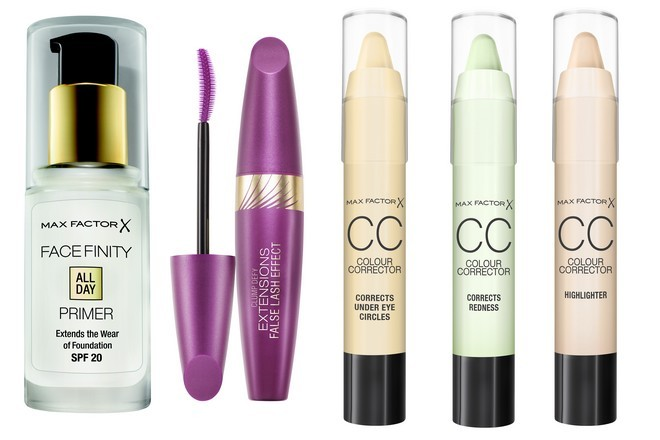 MAX FACTOR X
FACEFINITY
ALL
DAY
PRIMER
Extends the Wear
of Foundation
SPF 20
CLUMP DEFY
EXTENSIONS
FALSE LASH EFFECT
MAX FACTOR X
CC
COLOUR
CORRECTOR
CORRECTS
UNDER EYE
CIRCLES
MAX FACTOR X
CC
COLOUR
CORRECTOR
CORRECTS
REDNESS
MAX FACTOR X
CC
COLOUR
CORRECTOR
HIGHLIGHTER